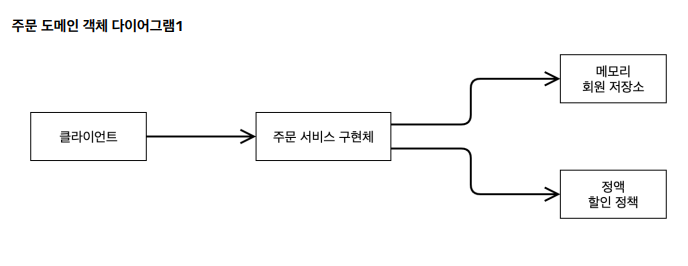 주문 도메인 객체 다이어그램1
클라이언트
주문 서비스 구현체
메모리
회원 저장소
정액
할인 정책